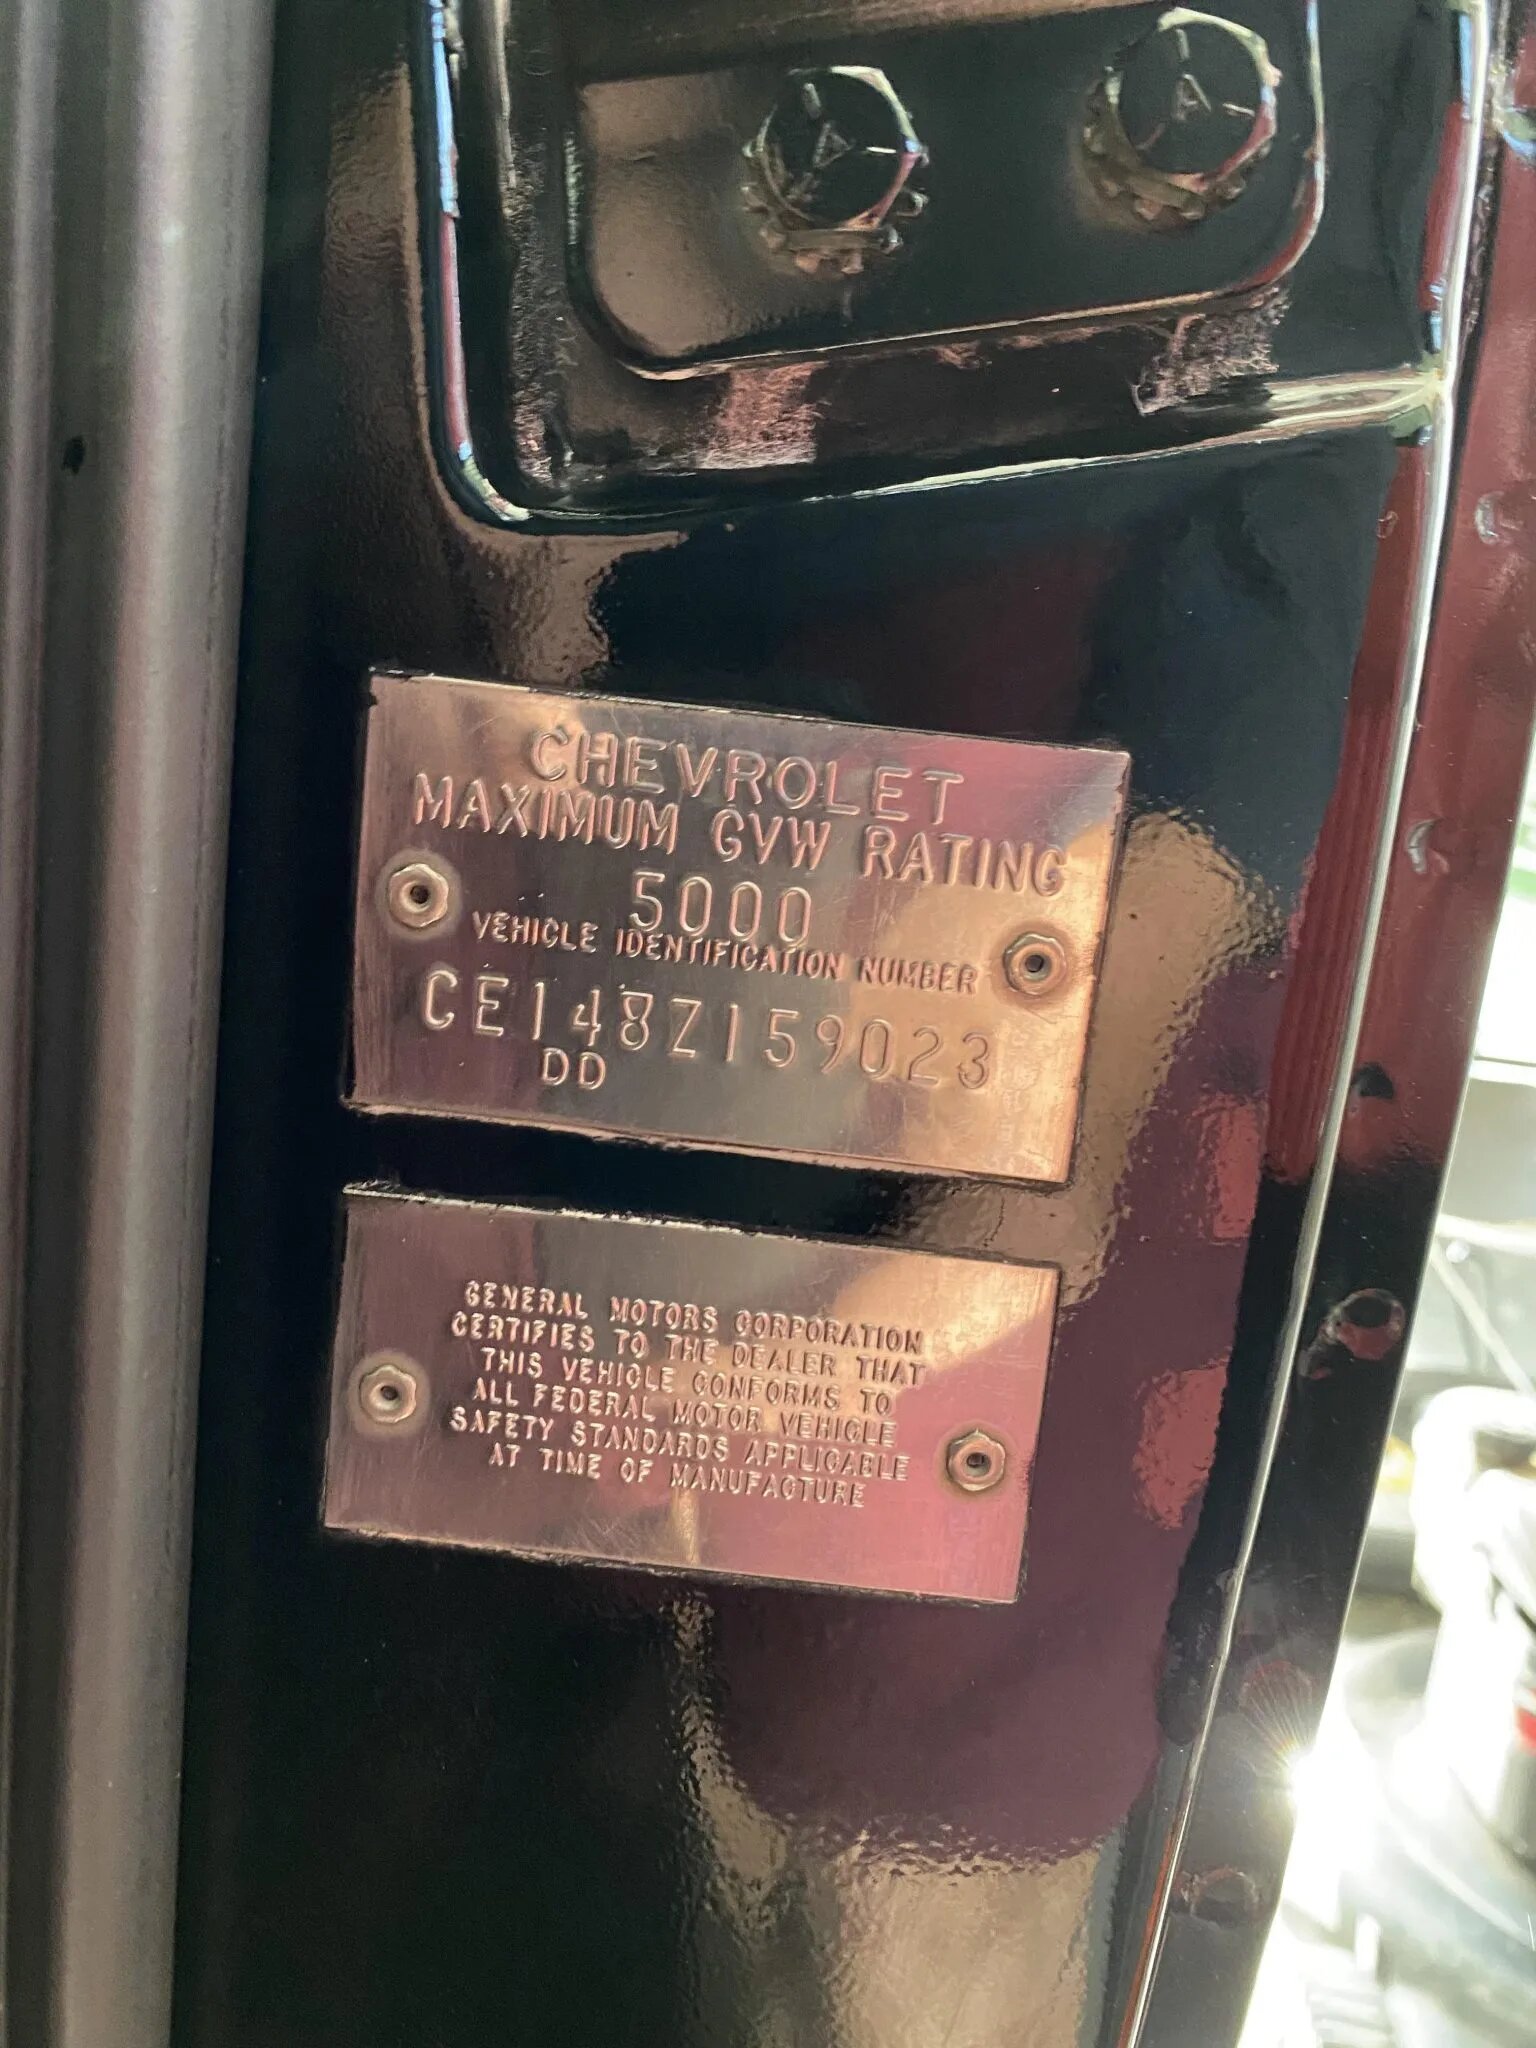 CHEVROLET
MAXIMUM GVW RATING
5000
VEHICLE IDENTIFICATION NUMBER
CE148Z159023
DD
GENERAL MOTORS CORPORATION
CERTIFIES TO THE DEALER THAT
THIS VEHICLE CONFORMS TO
ALL FEDERAL MOTOR VEHICLE
SAFETY STANDARDS APPLICABLE
AT TIME OF MANUFACTURE